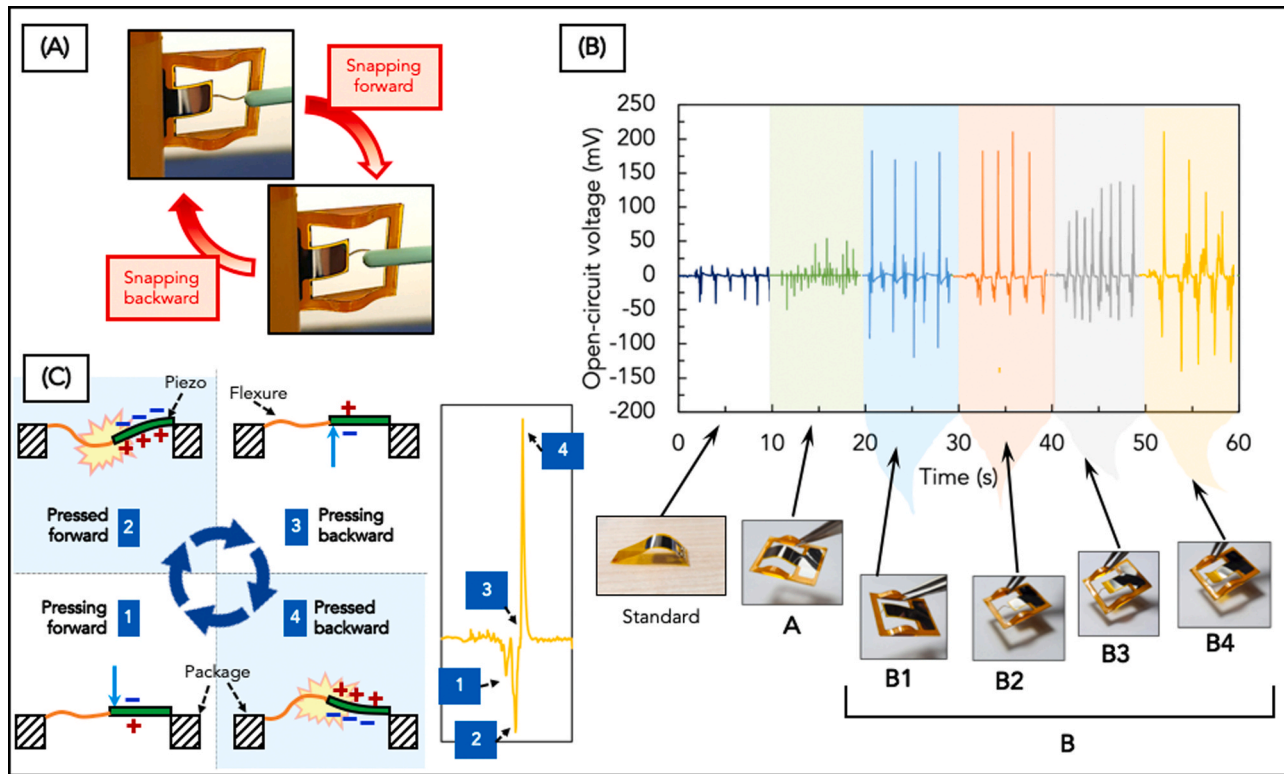 (A)
Snapping
forward
Snapping
backward
(B)
Open-circuit voltage (mV)
250
200
150
100
50
0
-50
-100
-150
-200
0
10
20
30
40
50
60
Time (s)
Standard
A
B1
B2
B3
B4
B
(C)
Piezo
Flexure
Pressed
forward
2
3
Pressing
backward
Pressing
forward
1
4
Pressed
backward
Package
4
3
1
2